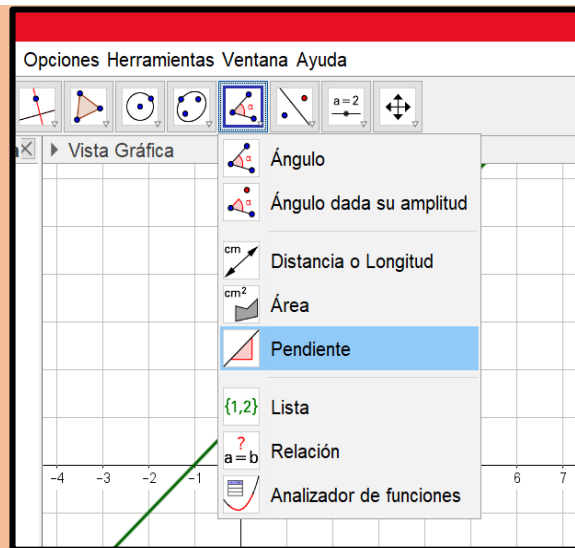 Opciones Herramientas Ventana Ayuda
a=2
Vista Gráfica
α Ángulo
α Ángulo dada su amplitud
cm Distancia o Longitud
cm² Área
Pendiente
{1,2} Lista
? a=b Relación
Analizador de funciones
-4 -3 -2 -1 6 7